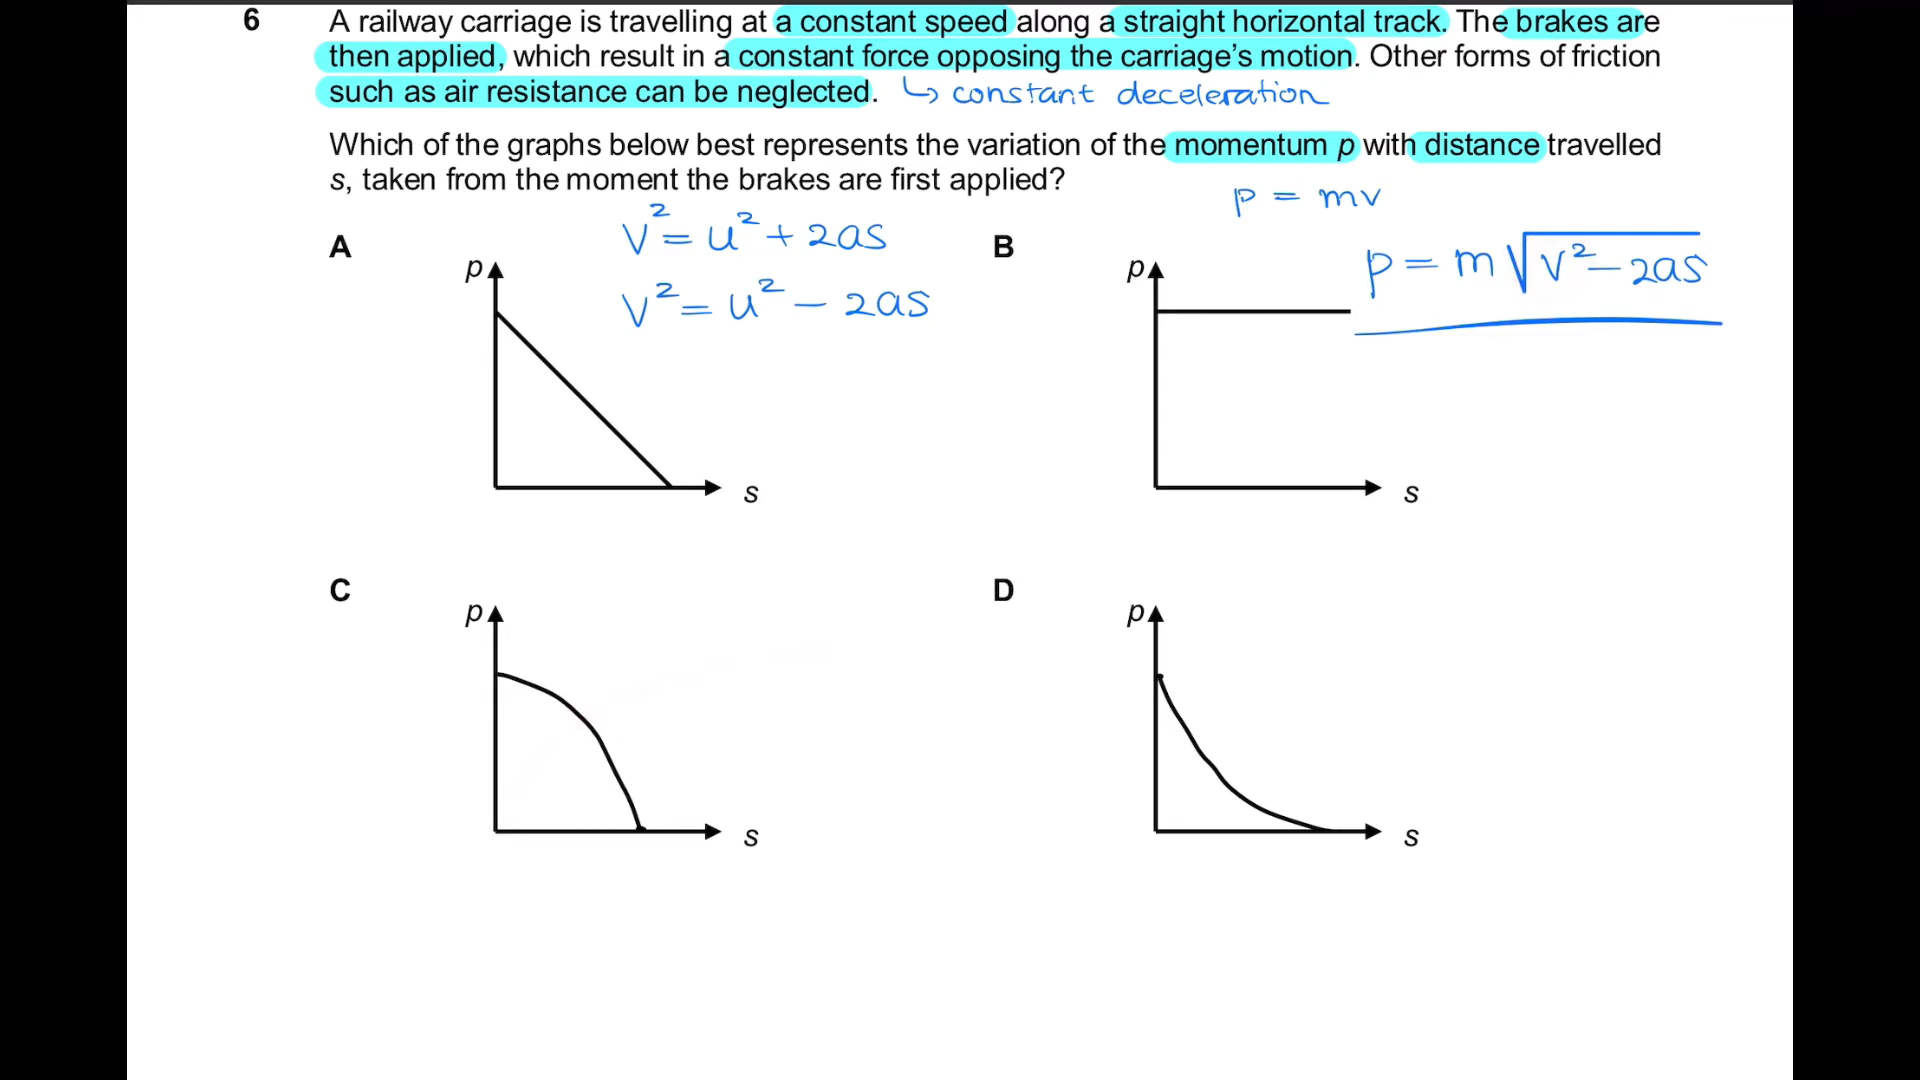 6 A railway carriage is travelling at a constant speed along a straight horizontal track. The brakes are
then applied, which result in a constant force opposing the carriage's motion. Other forms of friction
such as air resistance can be neglected. ↳ constant deceleration
Which of the graphs below best represents the variation of the momentum p with distance travelled
s, taken from the moment the brakes are first applied?
p = mv
A
v² = u² + 2as
v² = u² − 2as
p
s
B
p = m√(v² − 2as)
p
s
C
p
s
D
p
s